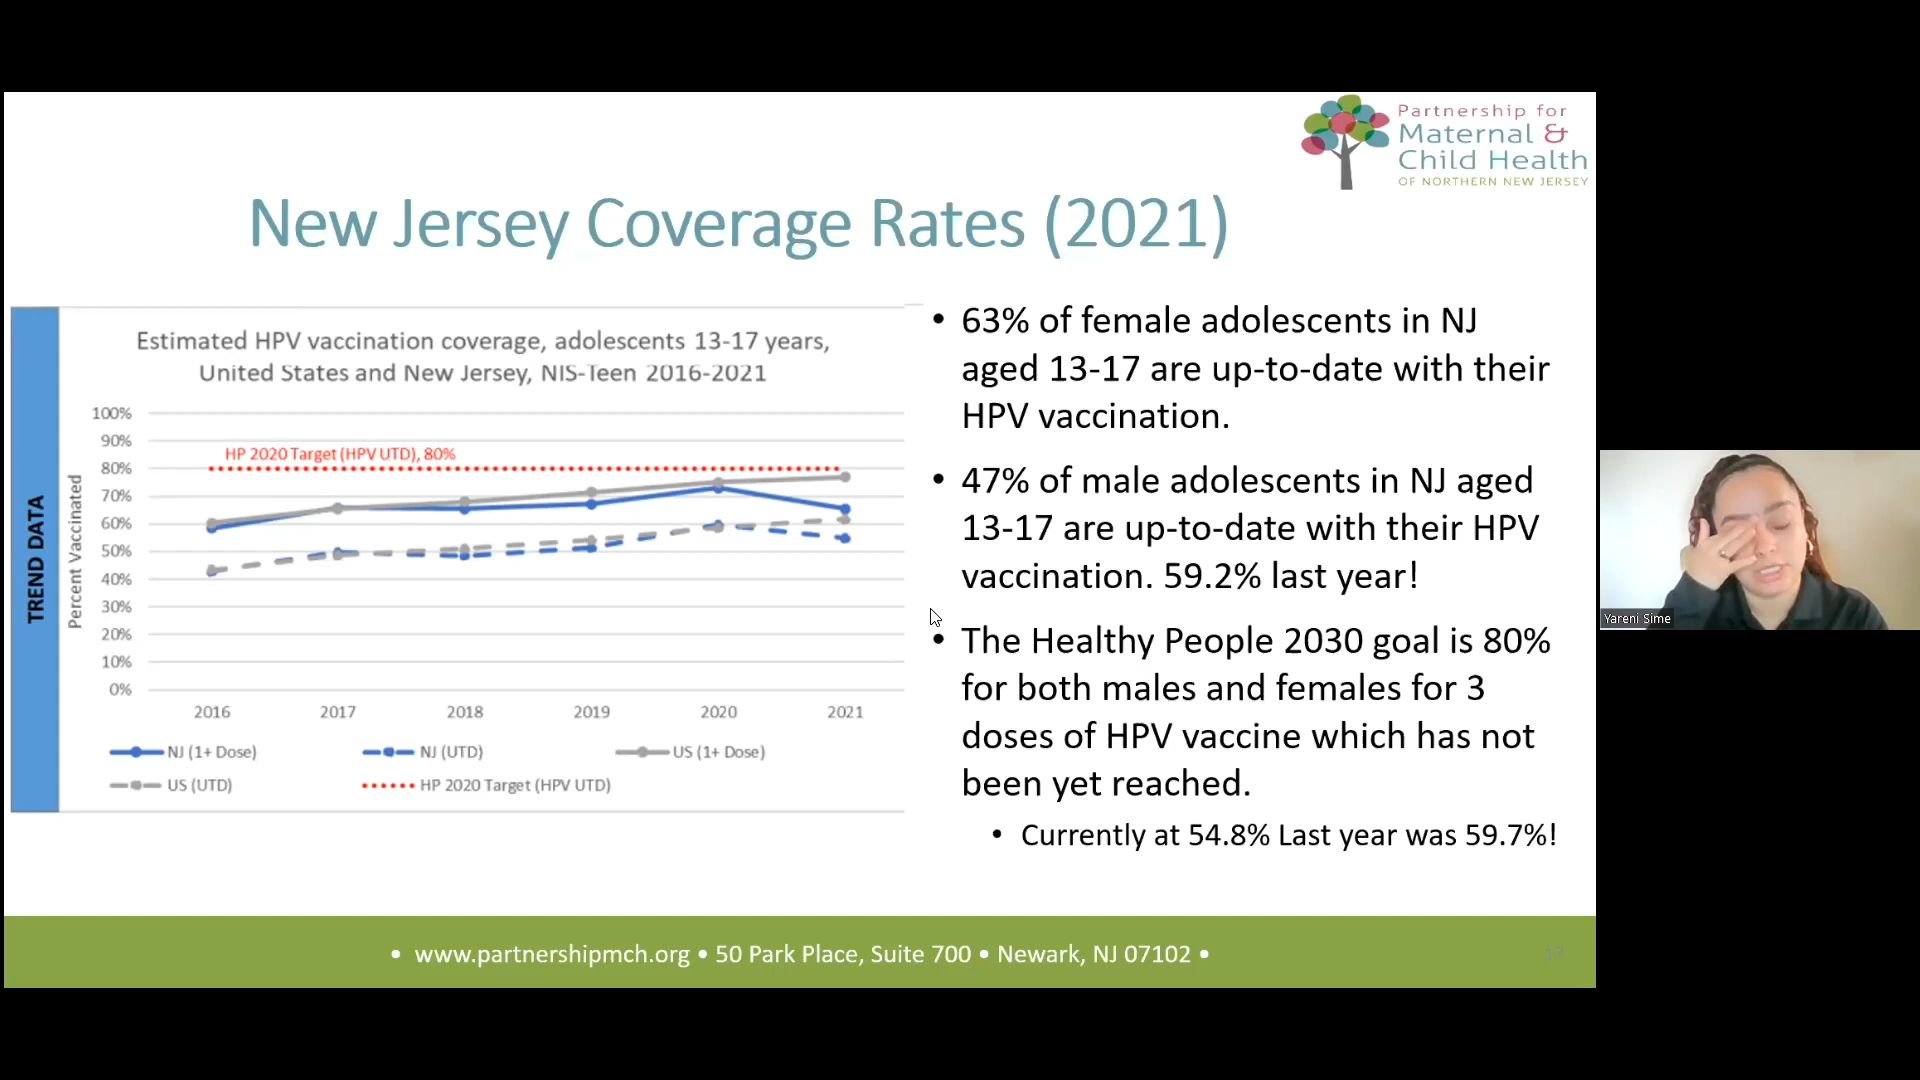 Partnership for
Maternal &
Child Health
OF NORTHERN NEW JERSEY
New Jersey Coverage Rates (2021)
TREND DATA
Estimated HPV vaccination coverage, adolescents 13-17 years,
United States and New Jersey, NIS-Teen 2016-2021
Percent Vaccinated
100%
90%
80%
70%
60%
50%
40%
30%
20%
10%
0%
HP 2020 Target (HPV UTD), 80%
2016 2017 2018 2019 2020 2021
NJ (1+ Dose) NJ (UTD) US (1+ Dose)
US (UTD) HP 2020 Target (HPV UTD)
• 63% of female adolescents in NJ
aged 13-17 are up-to-date with their
HPV vaccination.
• 47% of male adolescents in NJ aged
13-17 are up-to-date with their HPV
vaccination. 59.2% last year!
• The Healthy People 2030 goal is 80%
for both males and females for 3
doses of HPV vaccine which has not
been yet reached.
• Currently at 54.8% Last year was 59.7%!
• www.partnershipmch.org • 50 Park Place, Suite 700 • Newark, NJ 07102 •
17
Yareni Sime